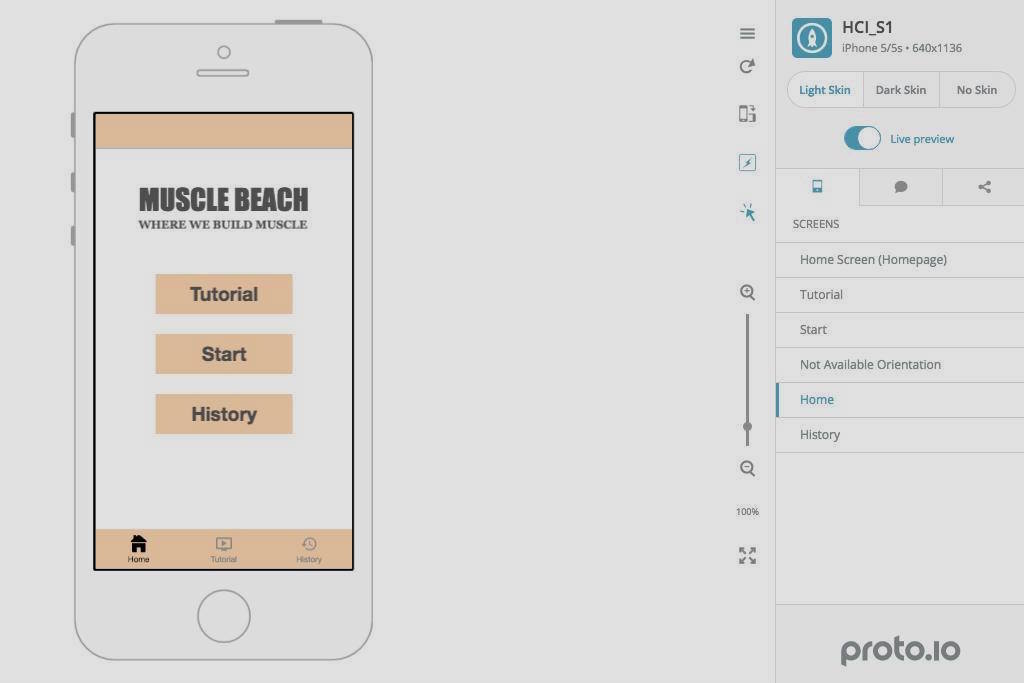 MUSCLE BEACH
WHERE WE BUILD MUSCLE
Tutorial
Start
History
Home
Tutorial
History
100%
HCI_S1
iPhone 5/5s • 640x1136
Light Skin
Dark Skin
No Skin
Live preview
SCREENS
Home Screen (Homepage)
Tutorial
Start
Not Available Orientation
Home
History
proto.io